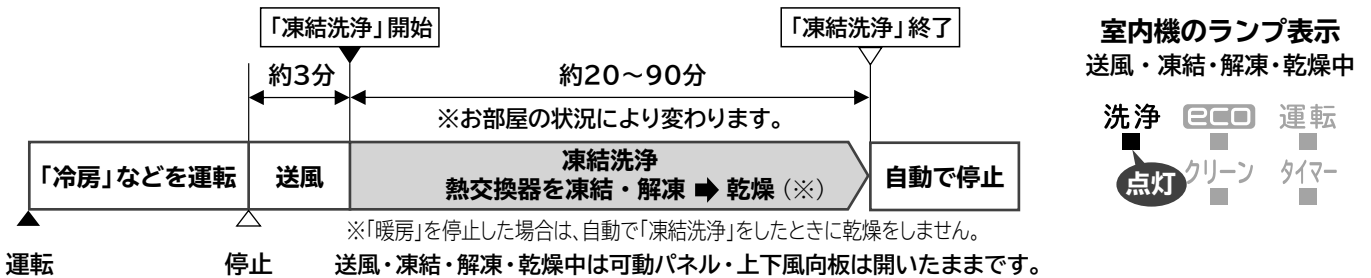 「凍結洗浄」開始
「凍結洗浄」終了
約3分
約20～90分
※お部屋の状況により変わります。
「冷房」などを運転
送風
凍結洗浄
熱交換器を凍結・解凍 ➡ 乾燥（※）
自動で停止
※「暖房」を停止した場合は、自動で「凍結洗浄」をしたときに乾燥をしません。
運転
停止
送風・凍結・解凍・乾燥中は可動パネル・上下風向板は開いたままです。
室内機のランプ表示
送風・凍結・解凍・乾燥中
洗浄 eco 運転
点灯 クリーン タイマー